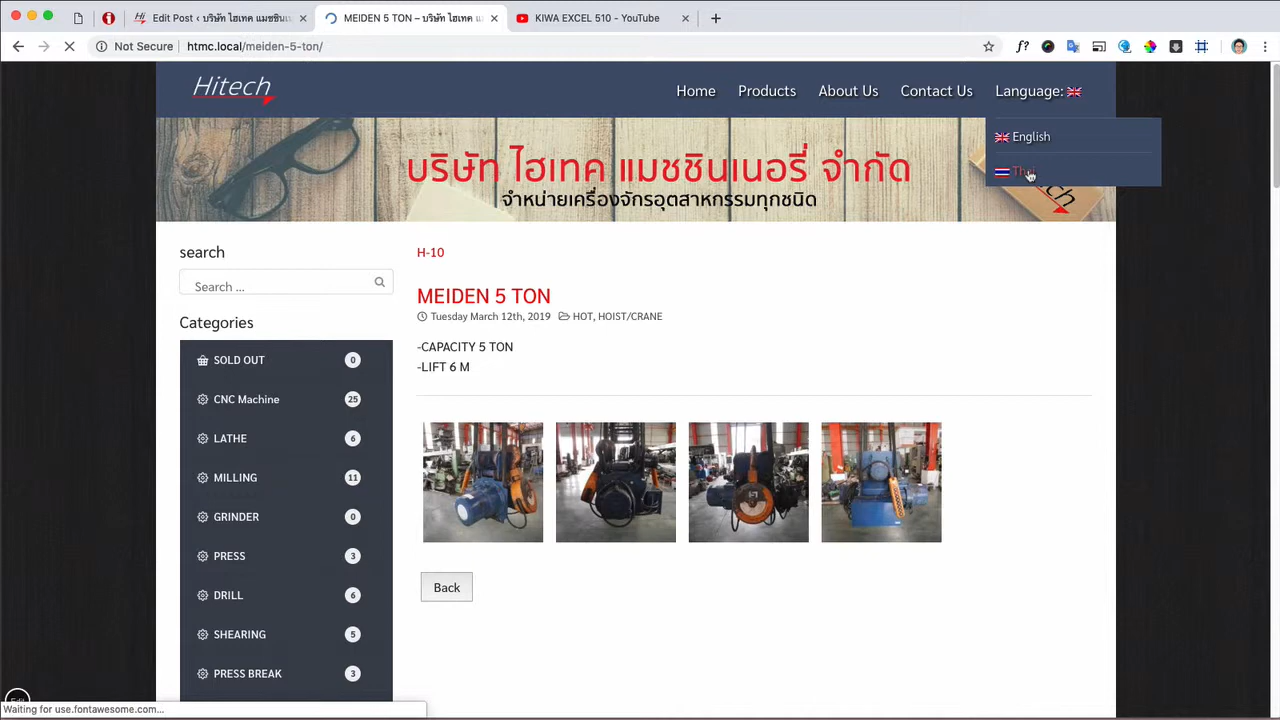 Edit Post ‹ บริษัท ไฮเทค แมชชิน
MEIDEN 5 TON – บริษัท ไฮเทค แ
KIWA EXCEL 510 - YouTube
Not Secure
htmc.local/meiden-5-ton/
f?
Hitech
Home
Products
About Us
Contact Us
Language:
English
บริษัท ไฮเทค แมชชินเนอรี่ จำกัด
จำหน่ายเครื่องจักรอุตสาหกรรมทุกชนิด
search
Search ...
Categories
SOLD OUT 0
CNC Machine 25
LATHE 6
MILLING 11
GRINDER 0
PRESS 3
DRILL 6
SHEARING 5
PRESS BREAK 3
H-10
MEIDEN 5 TON
Tuesday March 12th, 2019 HOT, HOIST/CRANE
-CAPACITY 5 TON
-LIFT 6 M
Back
Waiting for use.fontawesome.com...